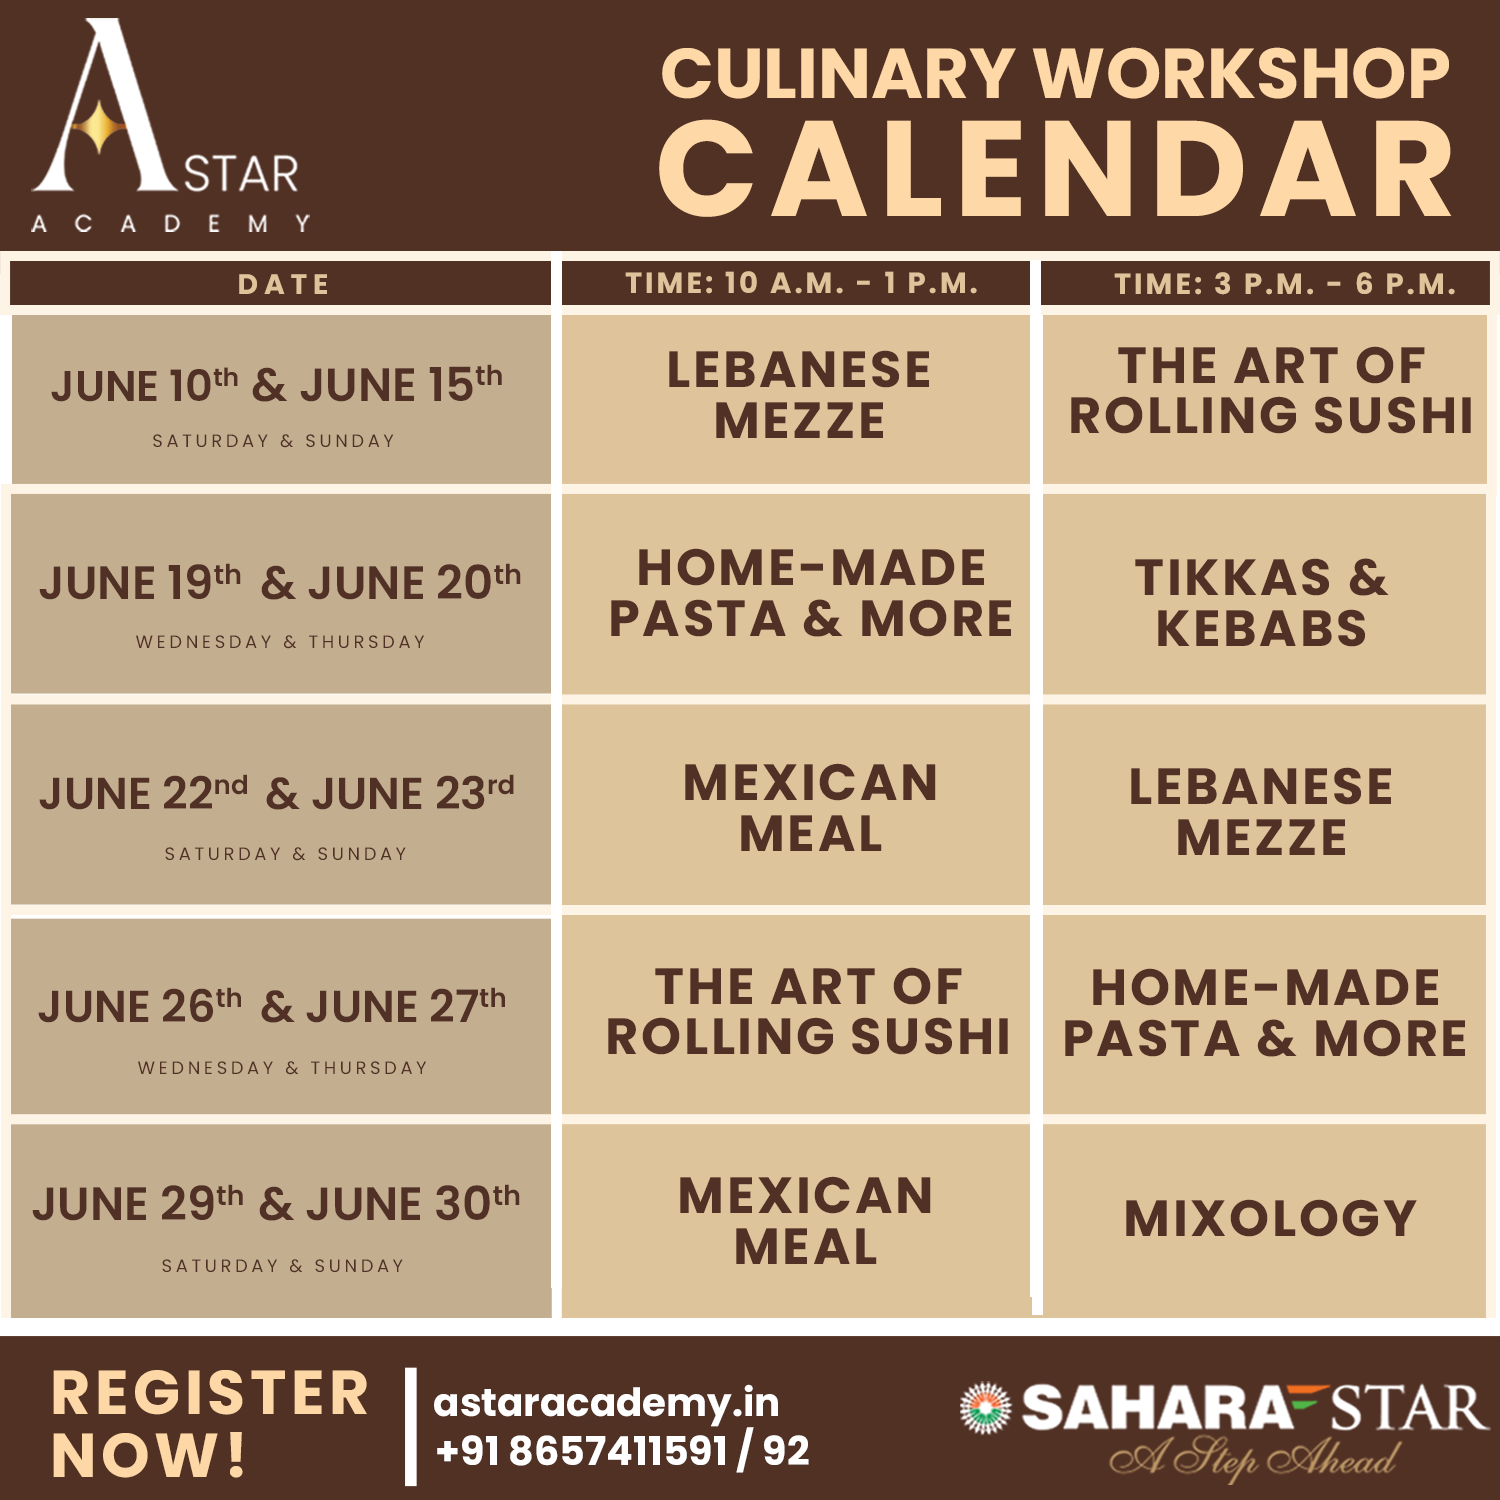 A STAR
ACADEMY
CULINARY WORKSHOP
CALENDAR
DATE
TIME: 10 A.M. - 1 P.M.
TIME: 3 P.M. - 6 P.M.
JUNE 10th & JUNE 15th
SATURDAY & SUNDAY
LEBANESE
MEZZE
THE ART OF
ROLLING SUSHI
JUNE 19th & JUNE 20th
WEDNESDAY & THURSDAY
HOME-MADE
PASTA & MORE
TIKKAS &
KEBABS
JUNE 22nd & JUNE 23rd
SATURDAY & SUNDAY
MEXICAN
MEAL
LEBANESE
MEZZE
JUNE 26th & JUNE 27th
WEDNESDAY & THURSDAY
THE ART OF
ROLLING SUSHI
HOME-MADE
PASTA & MORE
JUNE 29th & JUNE 30th
SATURDAY & SUNDAY
MEXICAN
MEAL
MIXOLOGY
REGISTER
NOW!
astaracademy.in
+91 8657411591 / 92
SAHARA STAR
A Step Ahead